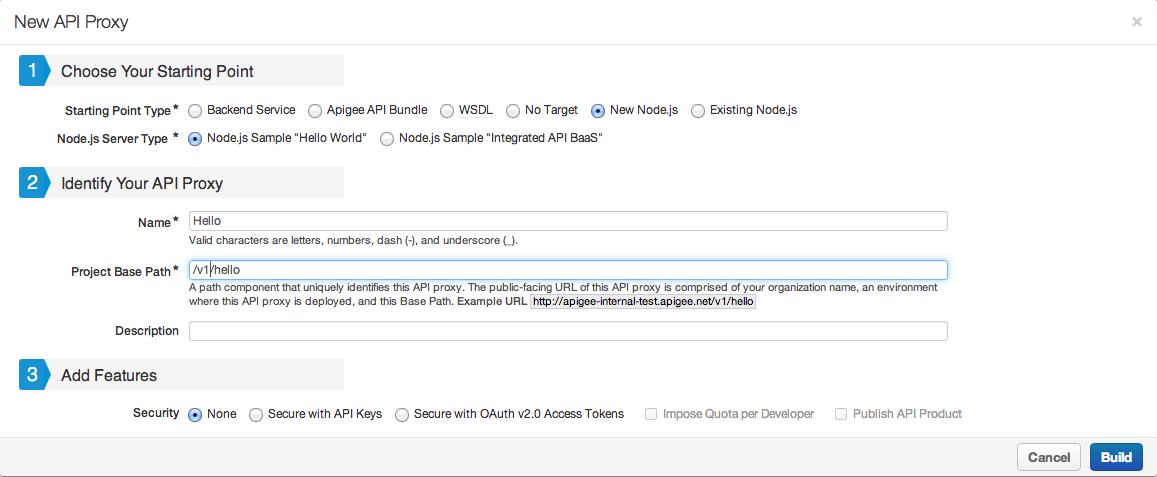 New API Proxy ×
1 Choose Your Starting Point
Starting Point Type * Backend Service Apigee API Bundle WSDL No Target New Node.js Existing Node.js
Node.js Server Type * Node.js Sample "Hello World" Node.js Sample "Integrated API BaaS"
2 Identify Your API Proxy
Name * Hello
Valid characters are letters, numbers, dash (-), and underscore (_).
Project Base Path * /v1/hello
A path component that uniquely identifies this API proxy. The public-facing URL of this API proxy is comprised of your organization name, an environment
where this API proxy is deployed, and this Base Path. Example URL http://apigee-internal-test.apigee.net/v1/hello
Description
3 Add Features
Security None Secure with API Keys Secure with OAuth v2.0 Access Tokens Impose Quota per Developer Publish API Product
Cancel Build